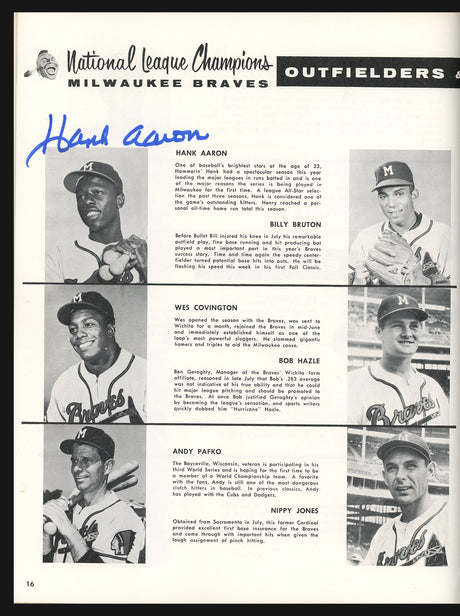 National League Champions
MILWAUKEE BRAVES
OUTFIELDERS &
Hank Aaron
HANK AARON
One of baseball's brightest stars at the age of 23,
Hammerin' Hank had a spectacular season this year
leading the major leagues in runs batted in and is one
of the major reasons the series is being played in
Milwaukee for the first time. A league All-Star selec-
tion the past three seasons, Hank is considered one of
the game's outstanding hitters. Henry reached a per-
sonal all-time home run total this season.
BILLY BRUTON
Before Bullet Bill injured his knee in July his remarkable
outfield play, fine base running and hit producing bat
played a most important part in this year's Braves
success story. Time and time again the speedy center-
fielder turned potential base hits into outs. He will be
flashing his speed this week in his first Fall Classic.
WES COVINGTON
Wes opened the season with the Braves, was sent to
Wichita for a month, rejoined the Braves in mid-June
and immediately established himself as one of the
loop's most powerful sluggers. He slammed gigantic
homers and triples to aid the Milwaukee cause.
BOB HAZLE
Ben Geraghty, Manager of the Braves' Wichita farm
affiliate, reasoned in late July that Bob's .283 average
was not indicative of his true ability and that he could
hit major league pitching and should be promoted to
the Braves. At once Bob justified Geraghty's opinion
by becoming the league's sensation, and sports writers
quickly dubbed him "Hurricane" Hazle.
ANDY PAFKO
The Boyceville, Wisconsin, veteran is participating in his
third World Series and is hoping for the first time to be
a member of a World Championship team. A favorite
with the fans, Andy is still one of the most dangerous
clutch hitters in baseball. In previous classics, Andy
has played with the Cubs and Dodgers.
NIPPY JONES
Obtained from Sacramento in July, this former Cardinal
provided excellent first base insurance for the Braves
and came through with important hits when given the
tough assignment of pinch hitting.
M
M
M
M
M
Braves
Braves
Braves
16